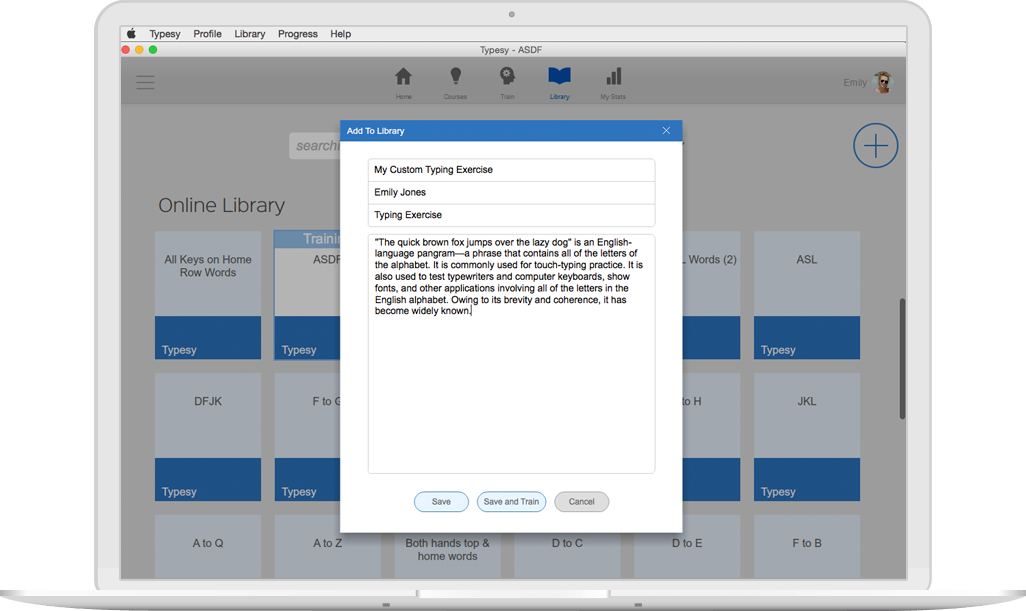 Typesy Profile Library Progress Help
Typesy - ASDF
Home Courses Train Library My Stats
Emily
Add To Library
My Custom Typing Exercise
Emily Jones
Typing Exercise
"The quick brown fox jumps over the lazy dog" is an English-
language pangram—a phrase that contains all of the letters of
the alphabet. It is commonly used for touch-typing practice. It is
also used to test typewriters and computer keyboards, show
fonts, and other applications involving all of the letters in the
English alphabet. Owing to its brevity and coherence, it has
become widely known.
Save Save and Train Cancel
Online Library
All Keys on Home
Row Words
Typesy
ASDF
Typesy
Words (2)
ASL
Typesy
DFJK
Typesy
F to G
Typesy
to H
JKL
Typesy
A to Q
A to Z
Both hands top &
home words
D to C
D to E
F to B